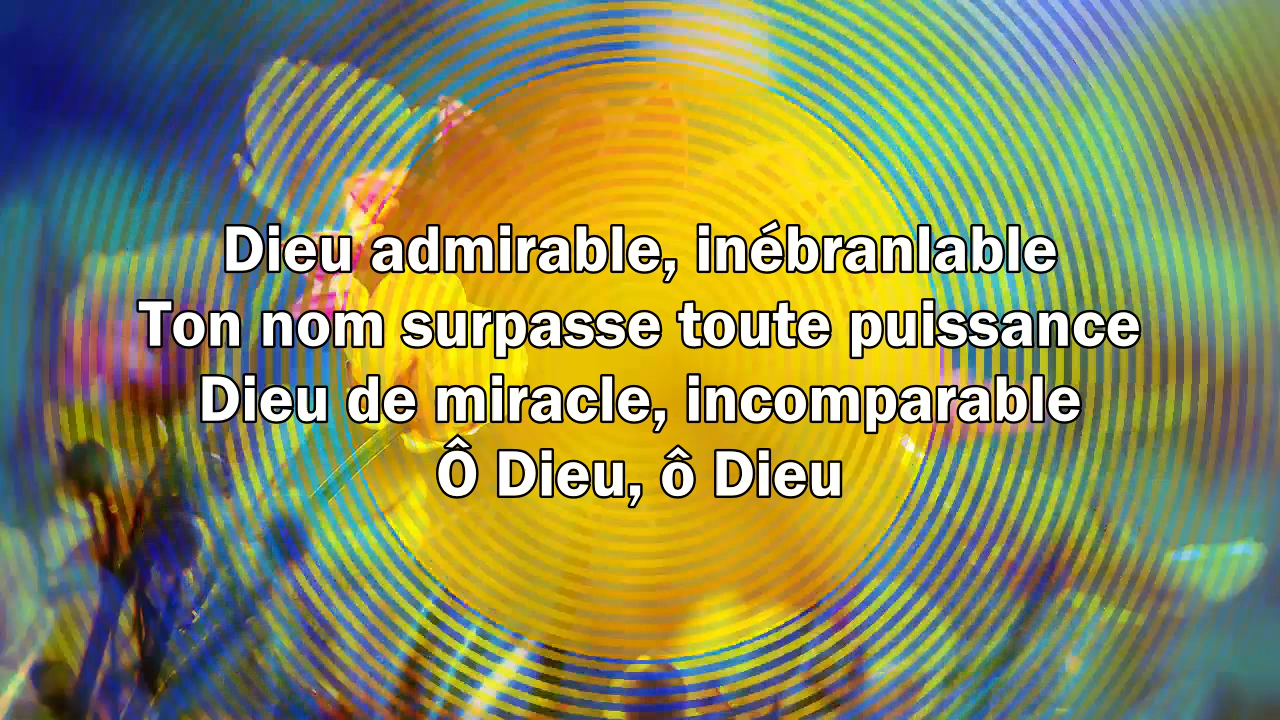 Dieu admirable, inébranlable
Ton nom surpasse toute puissance
Dieu de miracle, incomparable
Ô Dieu, ô Dieu